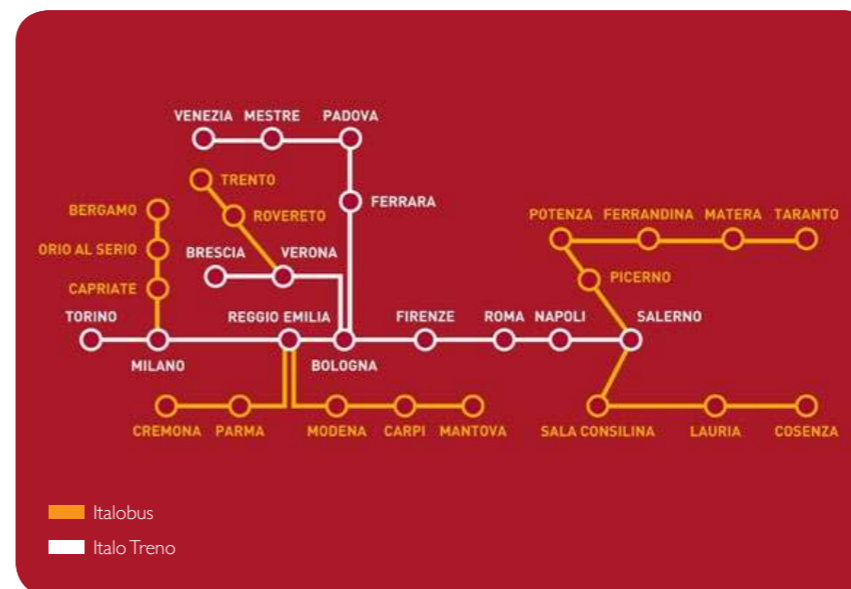 VENEZIA MESTRE PADOVA
TRENTO
FERRARA
BERGAMO
ROVERETO
POTENZA FERRANDINA MATERA TARANTO
ORIO AL SERIO
BRESCIA VERONA
PICERNO
CAPRIATE
TORINO REGGIO EMILIA FIRENZE ROMA NAPOLI SALERNO
MILANO BOLOGNA
CREMONA PARMA MODENA CARPI MANTOVA SALA CONSILINA LAURIA COSENZA
Italobus
Italo Treno